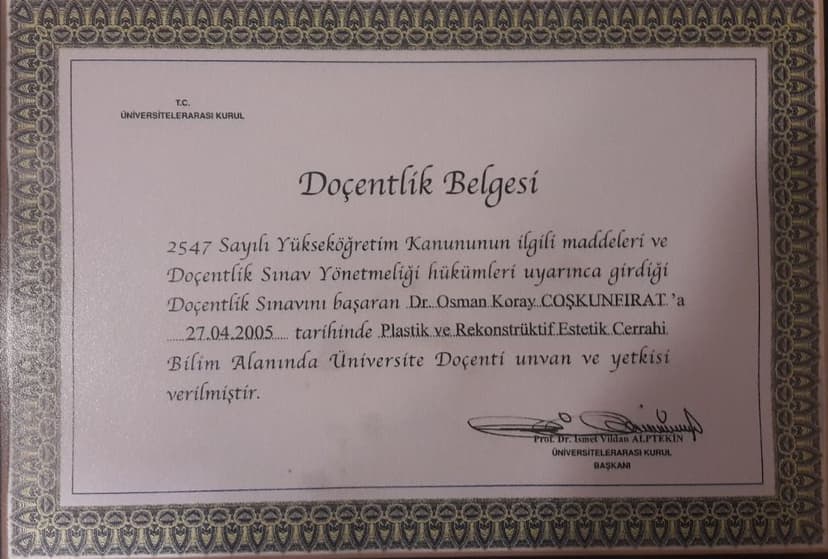 T.C.
ÜNİVERSİTELERARASI KURUL
Doçentlik Belgesi
2547 Sayılı Yükseköğretim Kanununun ilgili maddeleri ve
Doçentlik Sınav Yönetmeliği hükümleri uyarınca girdiği
Doçentlik Sınavını başaran Dr. Osman Koray COŞKUNFIRAT 'a
27.04.2005 tarihinde Plastik ve Rekonstrüktif Estetik Cerrahi
Bilim Alanında Üniversite Doçenti unvan ve yetkisi
verilmiştir.
Prof. Dr. İsmet Vildan ALPTEKİN
ÜNİVERSİTELERARASI KURUL
BAŞKANI